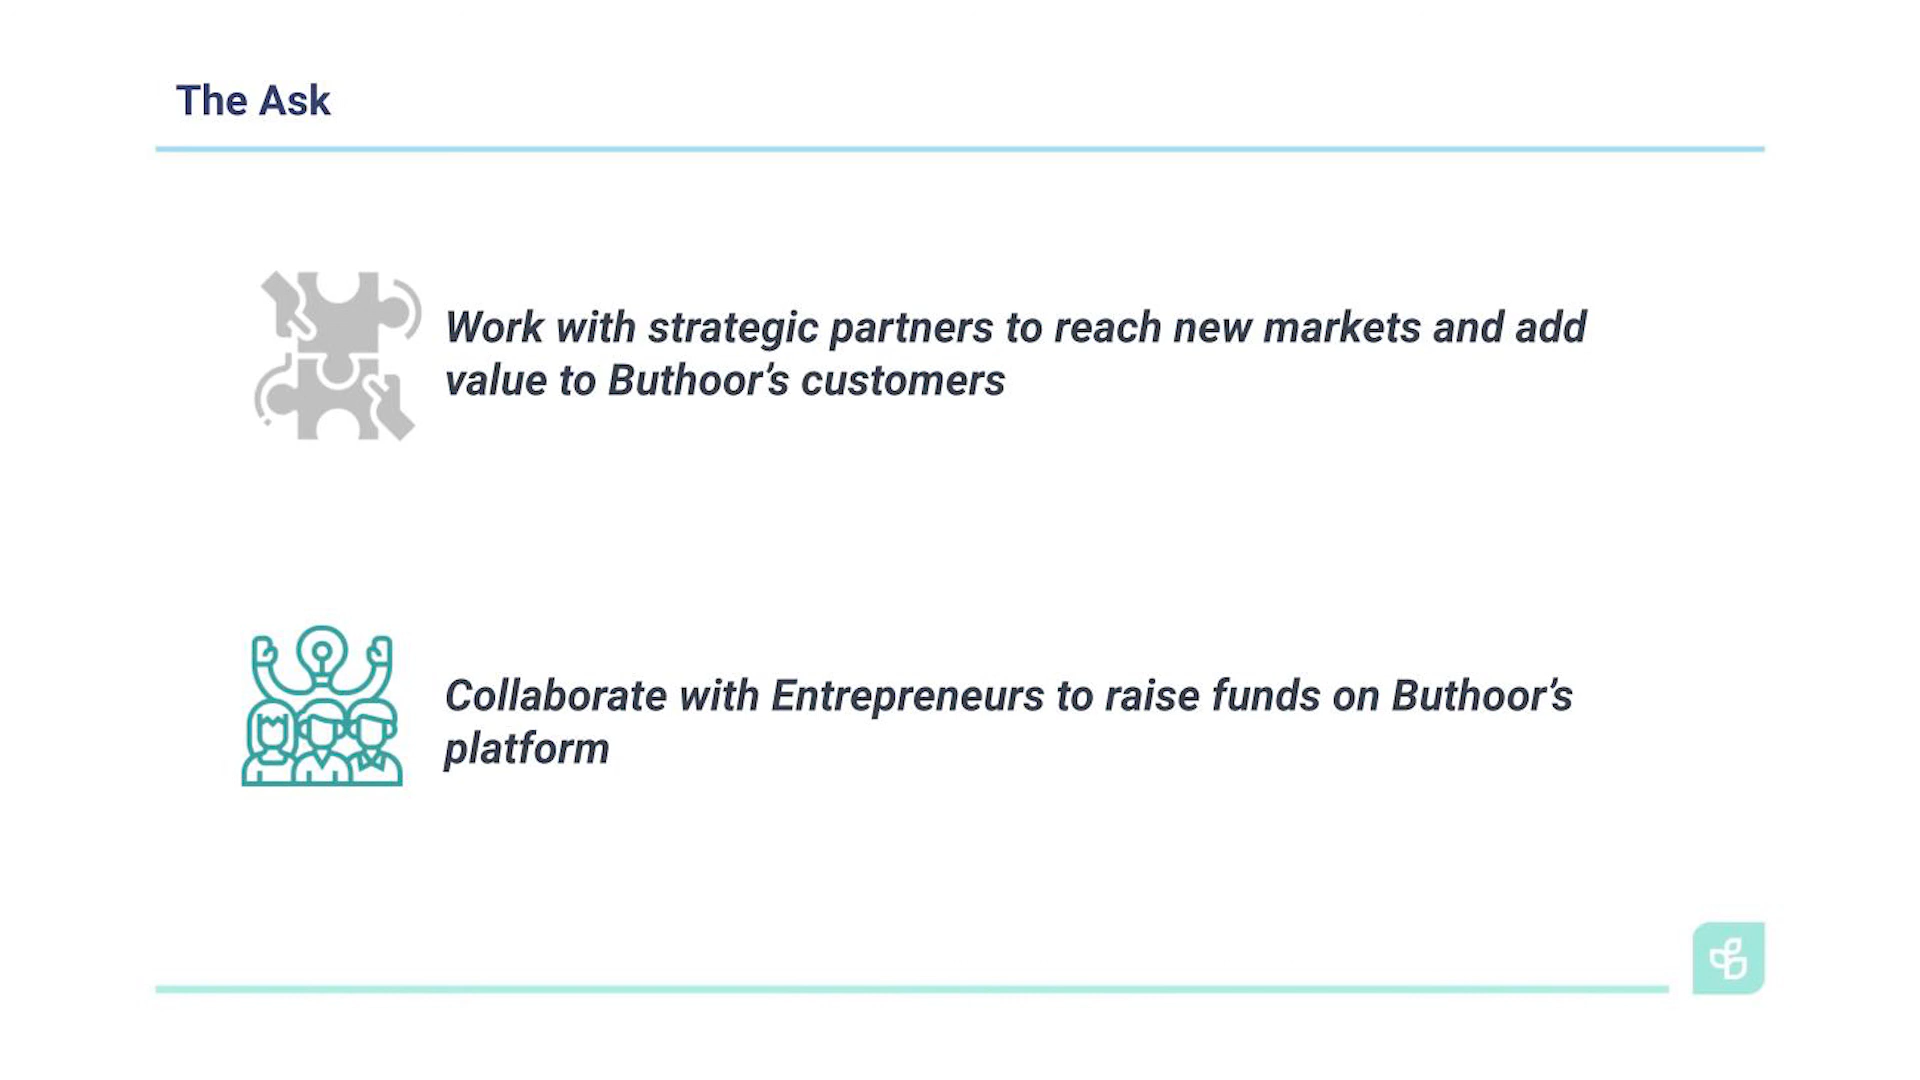 The Ask
Work with strategic partners to reach new markets and add
value to Buthoor’s customers
Collaborate with Entrepreneurs to raise funds on Buthoor’s
platform